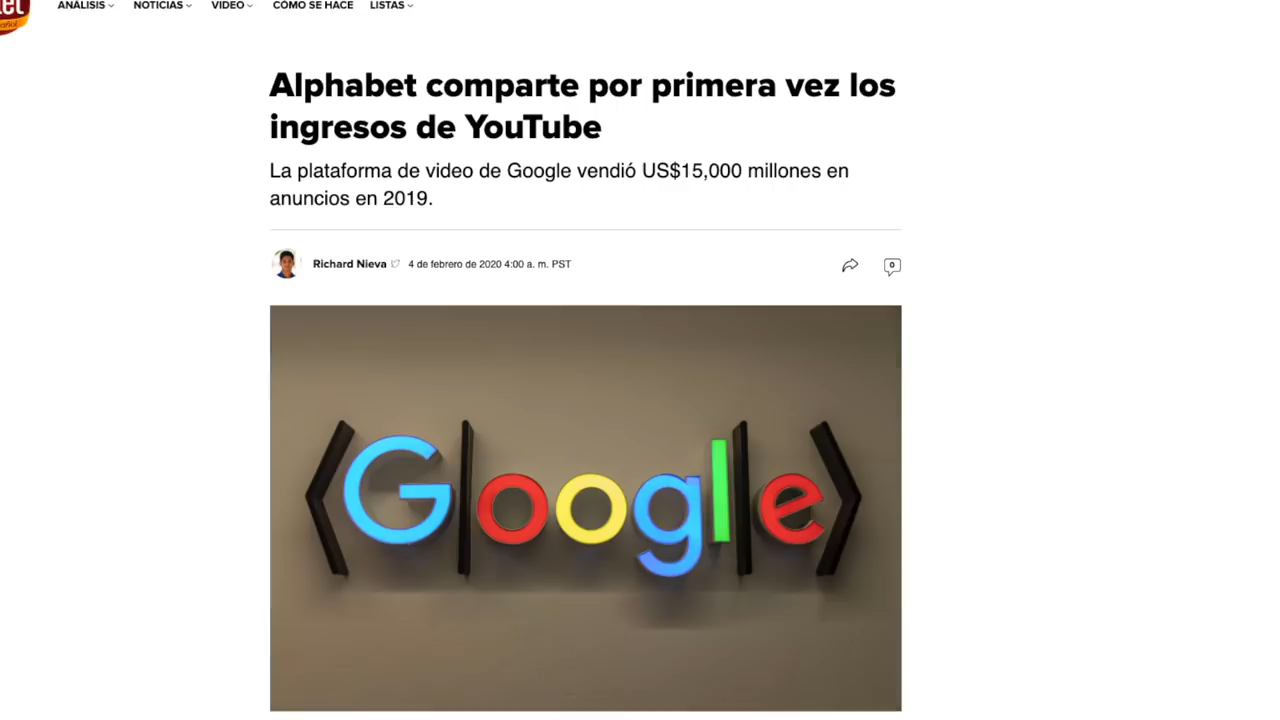 ANÁLISIS NOTICIAS VIDEO CÓMO SE HACE LISTAS
Alphabet comparte por primera vez los
ingresos de YouTube
La plataforma de video de Google vendió US$15,000 millones en
anuncios en 2019.
Richard Nieva 4 de febrero de 2020 4:00 a. m. PST
0
Google